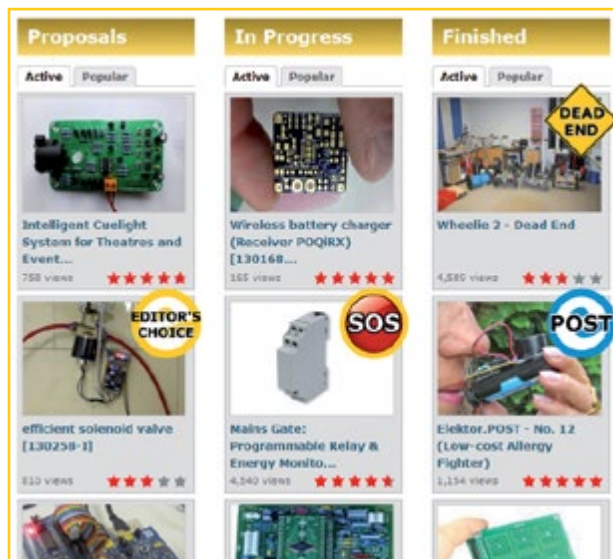 Proposals
Active Popular
Intelligent Cuelight
System for Theatres and
Event...
758 views
EDITOR'S
CHOICE
efficient solenoid valve
[130258-I]
810 views
In Progress
Active Popular
Wireless battery charger
(Receiver POQiRX)
[130168...
165 views
SOS
Mains Gate:
Programmable Relay &
Energy Monito...
4,540 views
Finished
Active Popular
DEAD
END
Wheelie 2 - Dead End
4,585 views
POST
Elektor.POST - No. 12
(Low-cost Allergy
Fighter)
1,154 views